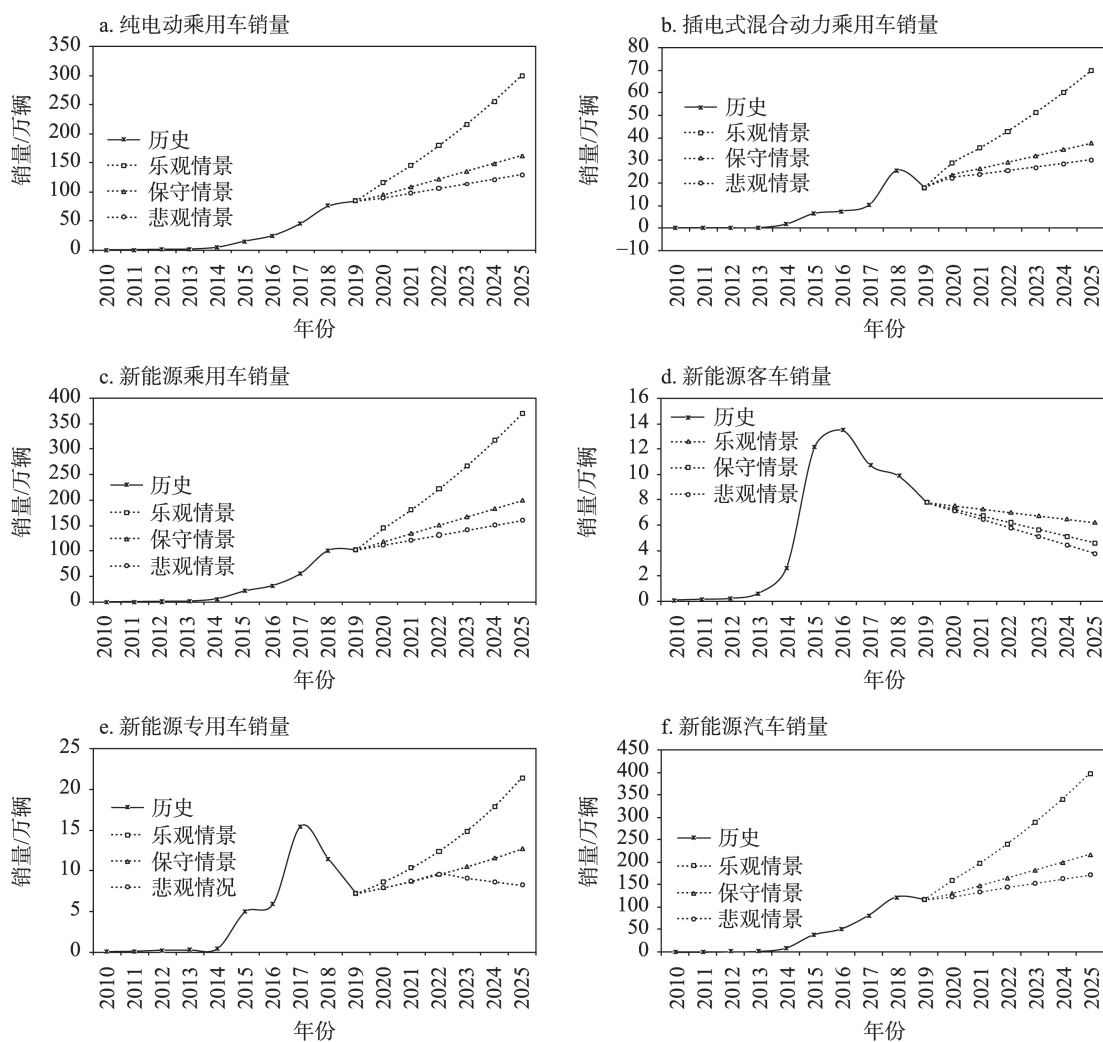 a. 纯电动乘用车销量
350
300
250
200
150
100
50
0
销量/万辆
历史
乐观情景
保守情景
悲观情景
2010 2011 2012 2013 2014 2015 2016 2017 2018 2019 2020 2021 2022 2023 2024 2025
年份
b. 插电式混合动力乘用车销量
80
70
60
50
40
30
20
10
0
−10
销量/万辆
历史
乐观情景
保守情景
悲观情景
2010 2011 2012 2013 2014 2015 2016 2017 2018 2019 2020 2021 2022 2023 2024 2025
年份
c. 新能源乘用车销量
400
350
300
250
200
150
100
50
0
销量/万辆
历史
乐观情景
保守情景
悲观情景
2010 2011 2012 2013 2014 2015 2016 2017 2018 2019 2020 2021 2022 2023 2024 2025
年份
d. 新能源客车销量
16
14
12
10
8
6
4
2
0
销量/万辆
历史
乐观情景
保守情景
悲观情景
2010 2011 2012 2013 2014 2015 2016 2017 2018 2019 2020 2021 2022 2023 2024 2025
年份
e. 新能源专用车销量
25
20
15
10
5
0
销量/万辆
历史
乐观情景
保守情景
悲观情况
2010 2011 2012 2013 2014 2015 2016 2017 2018 2019 2020 2021 2022 2023 2024 2025
年份
f. 新能源汽车销量
450
400
350
300
250
200
150
100
50
0
销量/万辆
历史
乐观情景
保守情景
悲观情景
2010 2011 2012 2013 2014 2015 2016 2017 2018 2019 2020 2021 2022 2023 2024 2025
年份